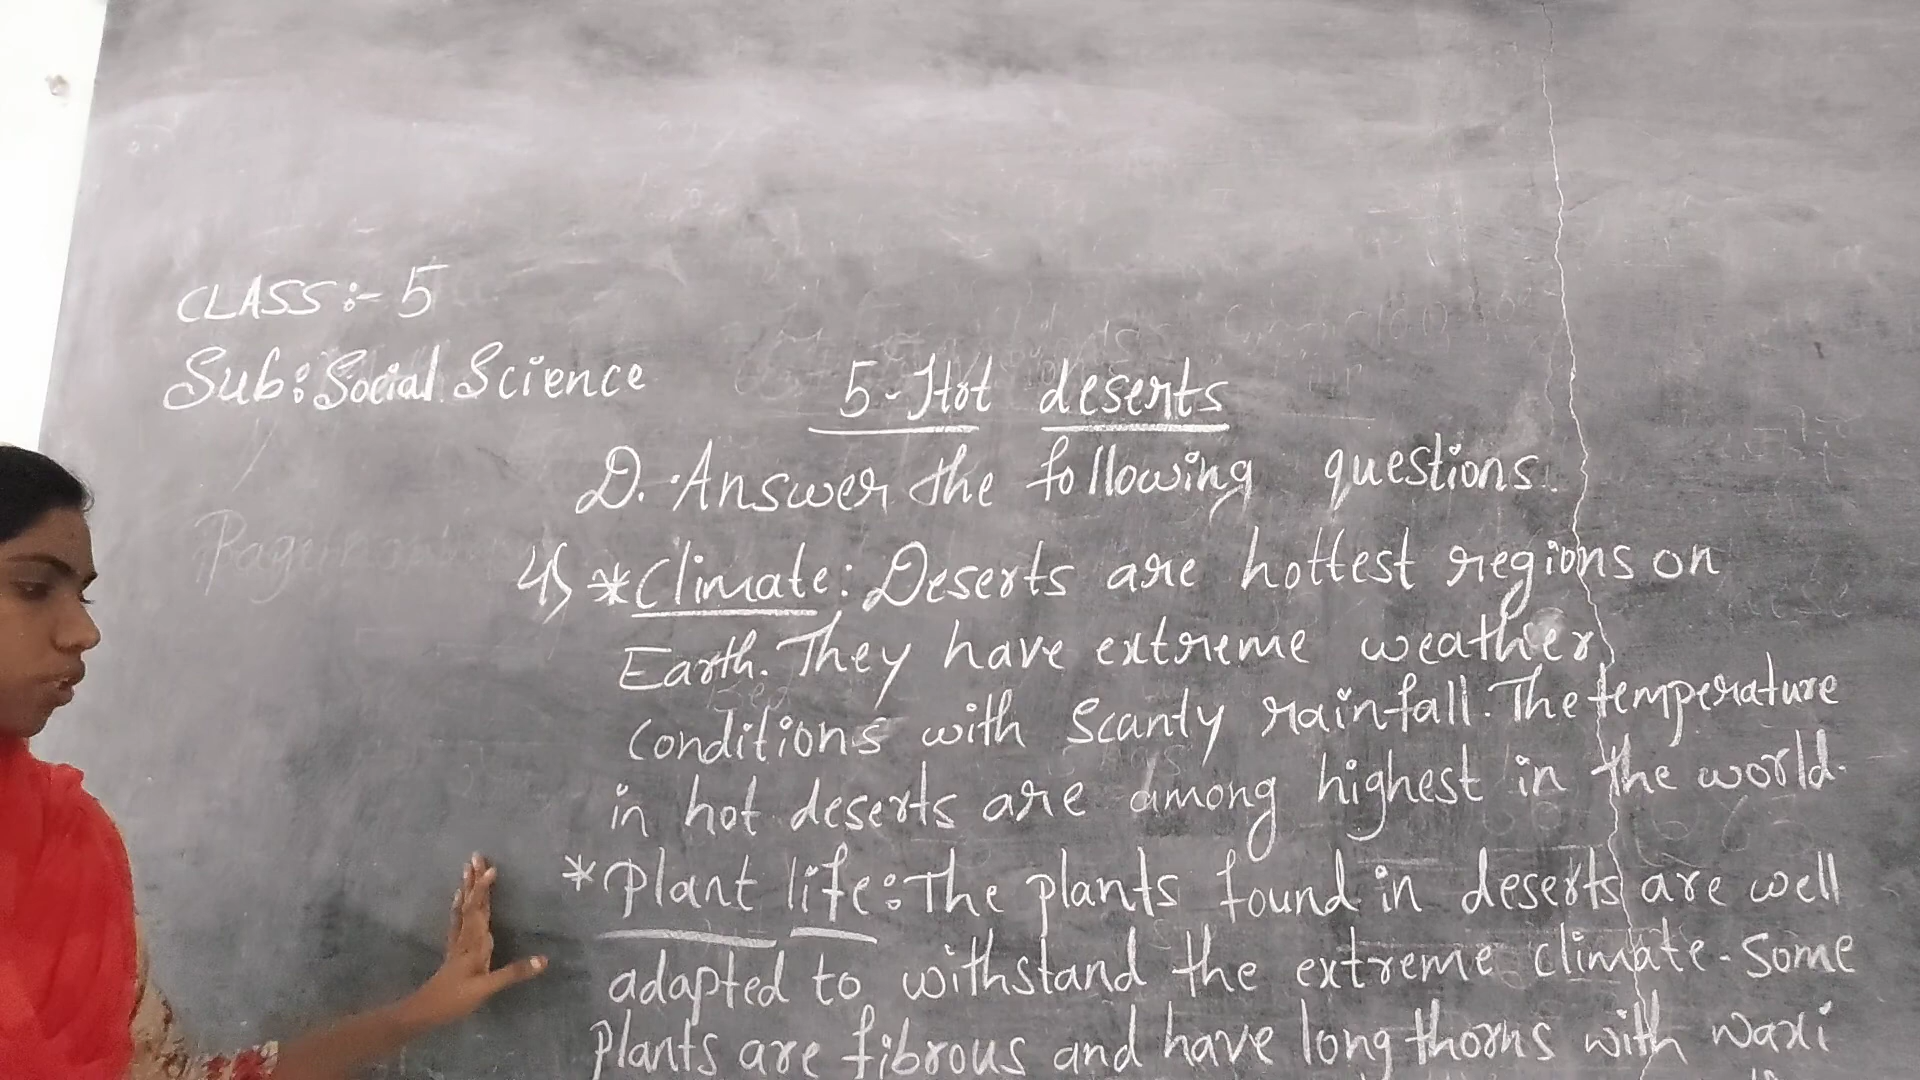 CLASS:- 5
Sub: Social Science
5-Hot deserts
D. Answer the following questions.
4) *Climate: Deserts are hottest regions on
Earth. They have extreme weather
conditions with Scanty rainfall. The temperature
in hot deserts are among highest in the world.
*Plant life: The plants found in deserts are well
adapted to withstand the extreme climate. Some
plants are fibrous and have long thorns with waxi